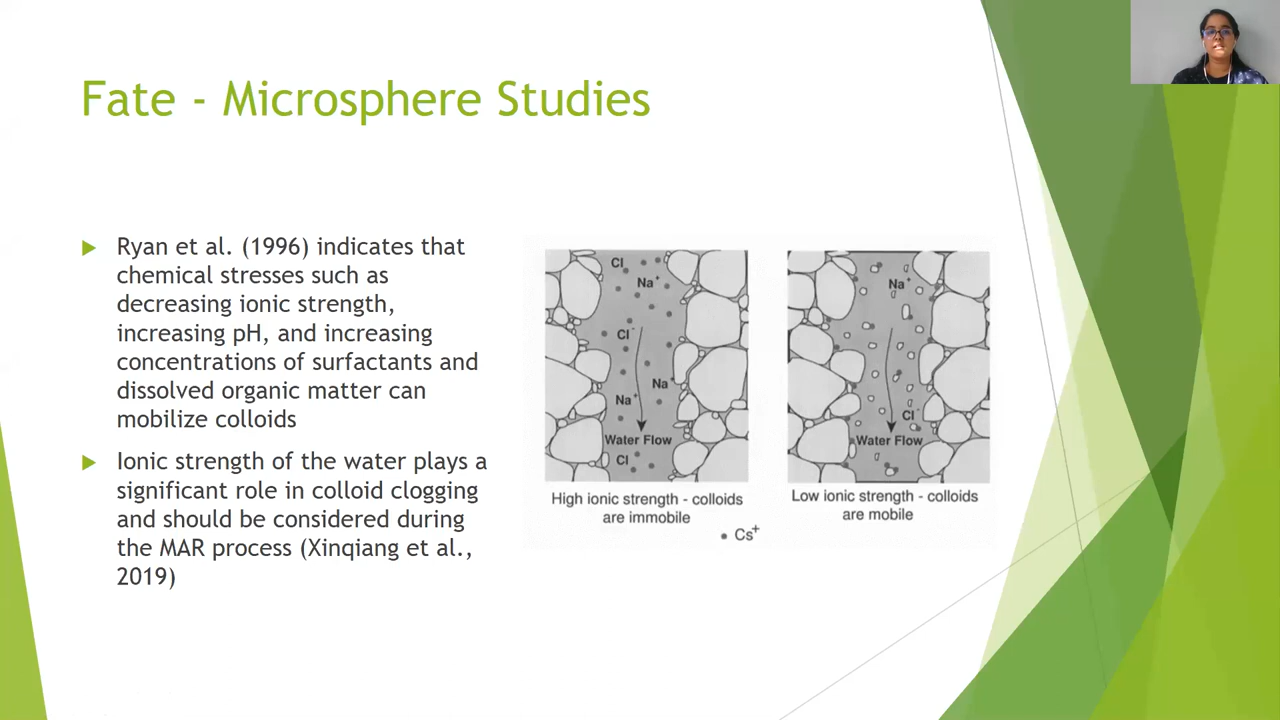 Fate - Microsphere Studies
Ryan et al. (1996) indicates that
chemical stresses such as
decreasing ionic strength,
increasing pH, and increasing
concentrations of surfactants and
dissolved organic matter can
mobilize colloids
Ionic strength of the water plays a
significant role in colloid clogging
and should be considered during
the MAR process (Xinqiang et al.,
2019)
Cl
Na+
Cl-
Na+
Na+
Water Flow
Cl
High ionic strength - colloids
are immobile
Na+
Cl-
Water Flow
Low ionic strength - colloids
are mobile
Cs+